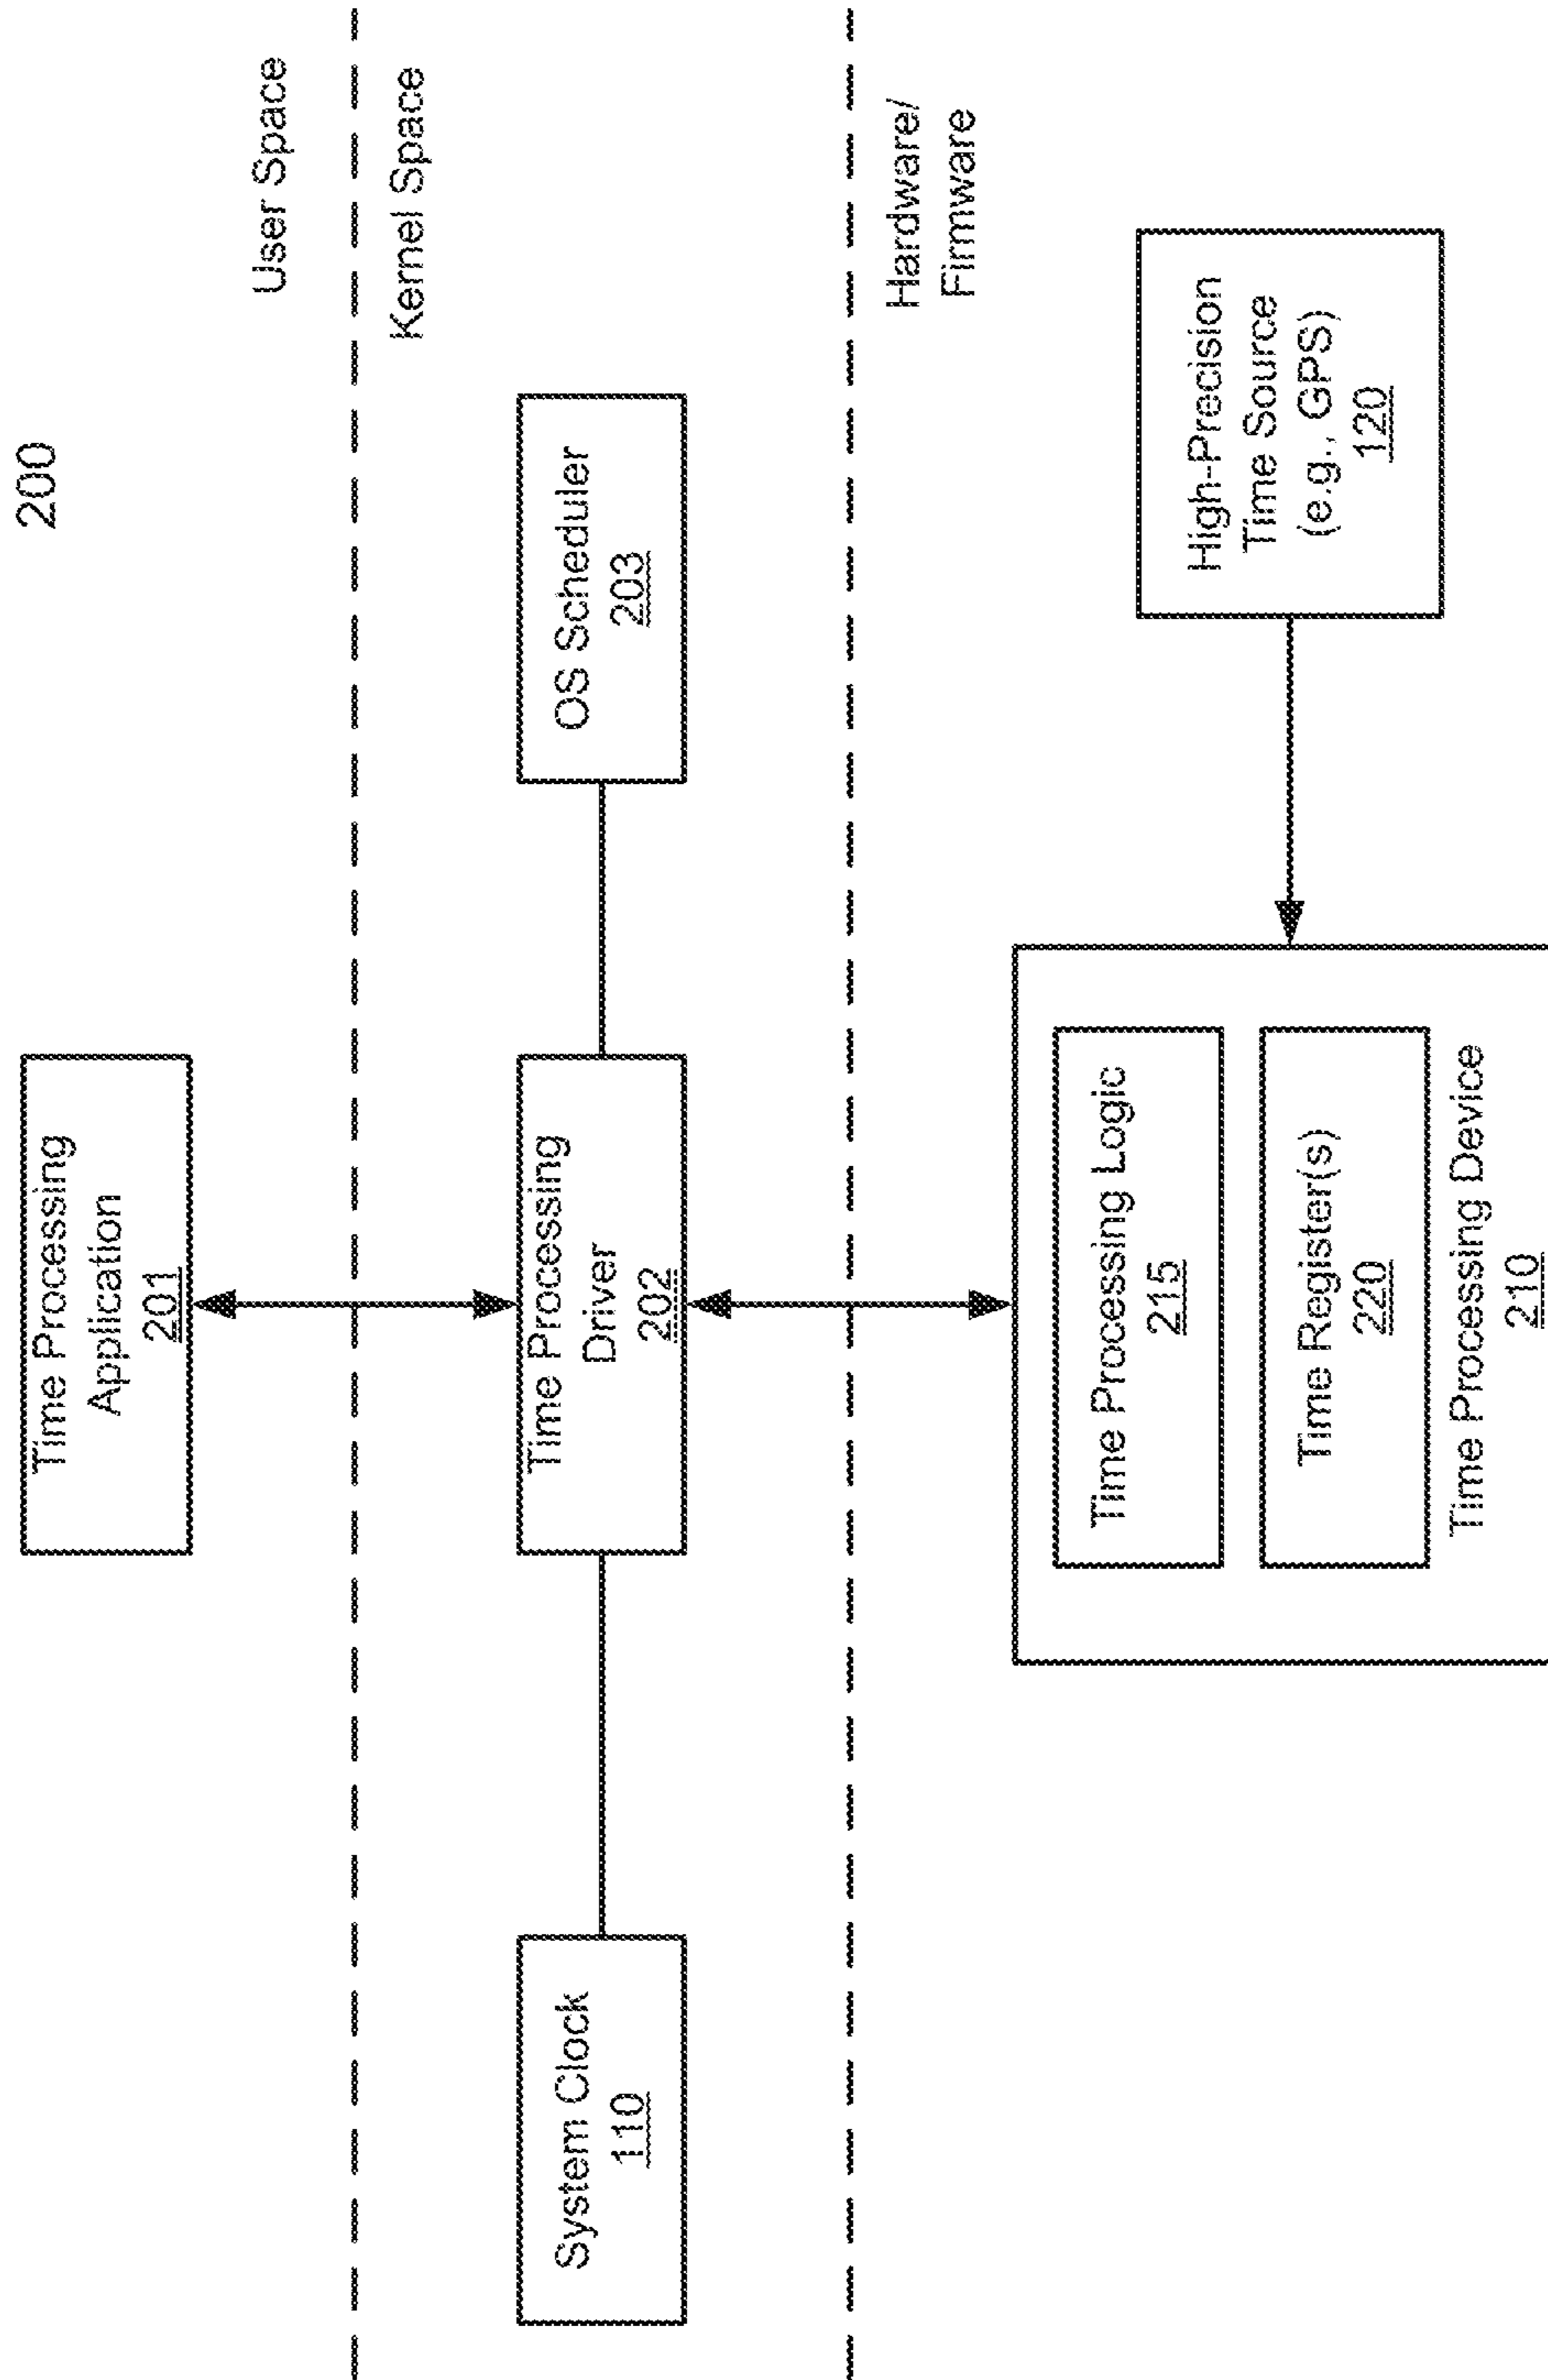 200
Time Processing
Application
201
User Space
Kernel Space
System Clock
110
Time Processing
Driver
202
OS Scheduler
203
Hardware/
Firmware
Time Processing Logic
215
Time Register(s)
220
Time Processing Device
210
High-Precision
Time Source
(e.g., GPS)
120